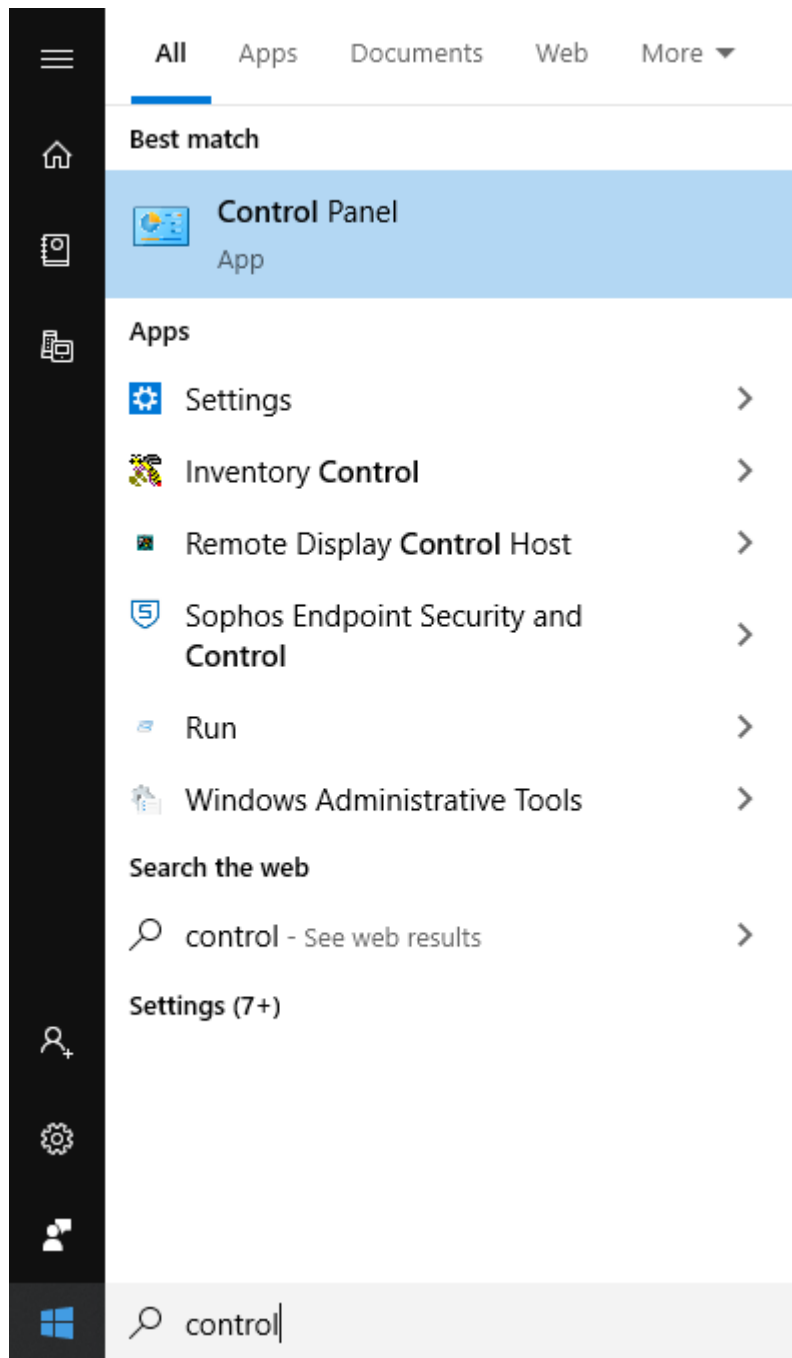 All Apps Documents Web More
Best match
Control Panel
App
Apps
Settings
Inventory Control
Remote Display Control Host
Sophos Endpoint Security and
Control
Run
Windows Administrative Tools
Search the web
control - See web results
Settings (7+)
control